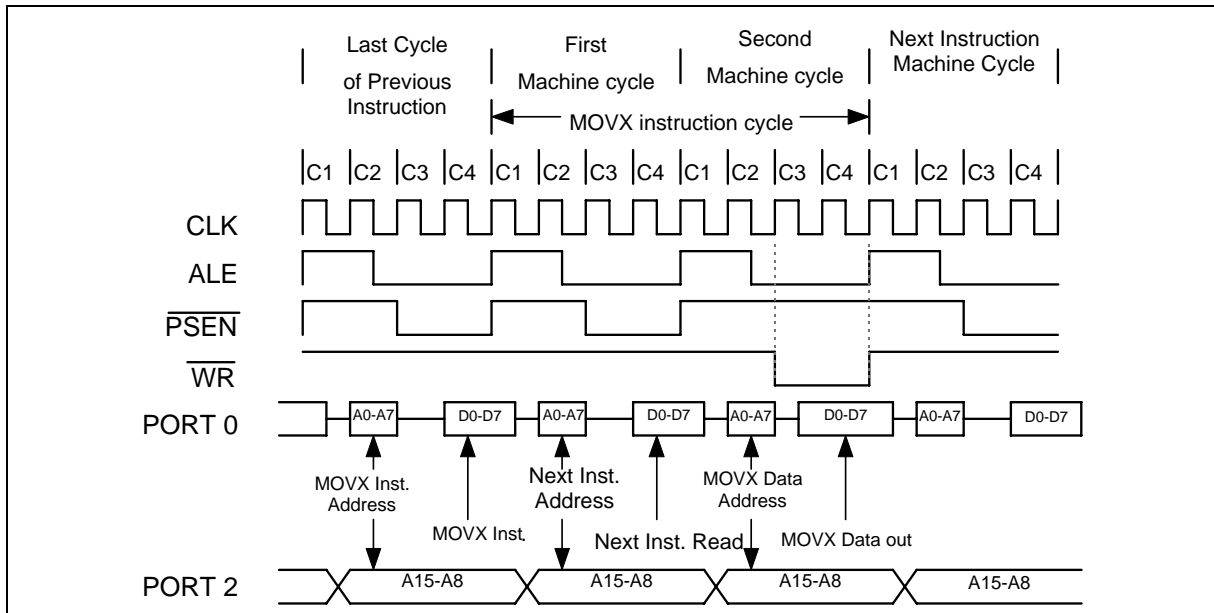 Last Cycle
of Previous
Instruction
First
Machine cycle
Second
Machine cycle
Next Instruction
Machine Cycle
MOVX instruction cycle
C1 C2 C3 C4 C1 C2 C3 C4 C1 C2 C3 C4 C1 C2 C3 C4
CLK
ALE
PSEN
WR
PORT 0
A0-A7 D0-D7 A0-A7 D0-D7 A0-A7 D0-D7 A0-A7 D0-D7
MOVX Inst.
Address
MOVX Inst.
Next Inst.
Address
Next Inst. Read
MOVX Data
Address
MOVX Data out
PORT 2
A15-A8 A15-A8 A15-A8 A15-A8